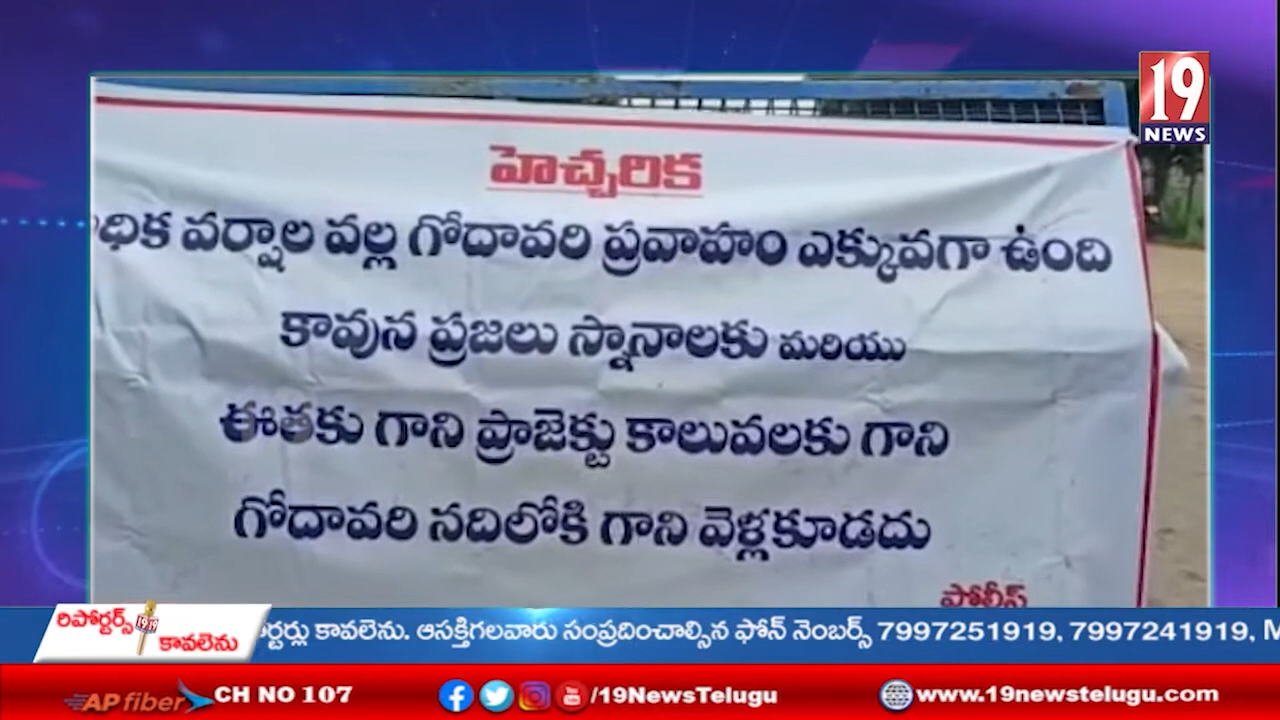 19
NEWS
హెచ్చరిక
ధిక వర్షాల వల్ల గోదావరి ప్రవాహం ఎక్కువగా ఉంది
కావున ప్రజలు స్నానాలకు మరియు
ఈతకు గాని ప్రాజెక్టు కాలువలకు గాని
గోదావరి నదిలోకి గాని వెళ్లకూడదు
పోలీస్
రిపోర్టర్స్ 1919 కావలెను
ర్టర్లు కావలెను. ఆసక్తిగలవారు సంప్రదించాల్సిన ఫోన్ నెంబర్స్ 7997251919, 7997241919, M
AP fiber CH NO 107 /19NewsTelugu www.19newstelugu.com